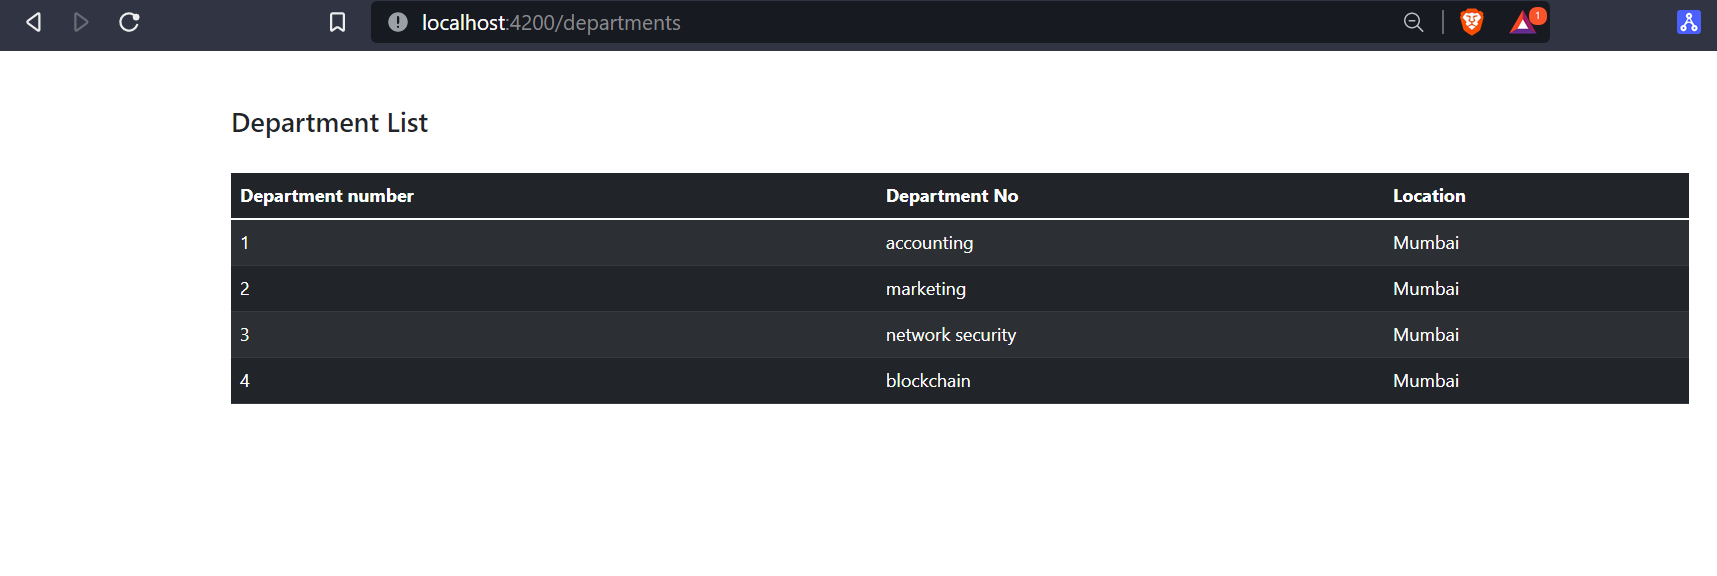 localhost:4200/departments
1
Department List
Department number Department No Location
1 accounting Mumbai
2 marketing Mumbai
3 network security Mumbai
4 blockchain Mumbai